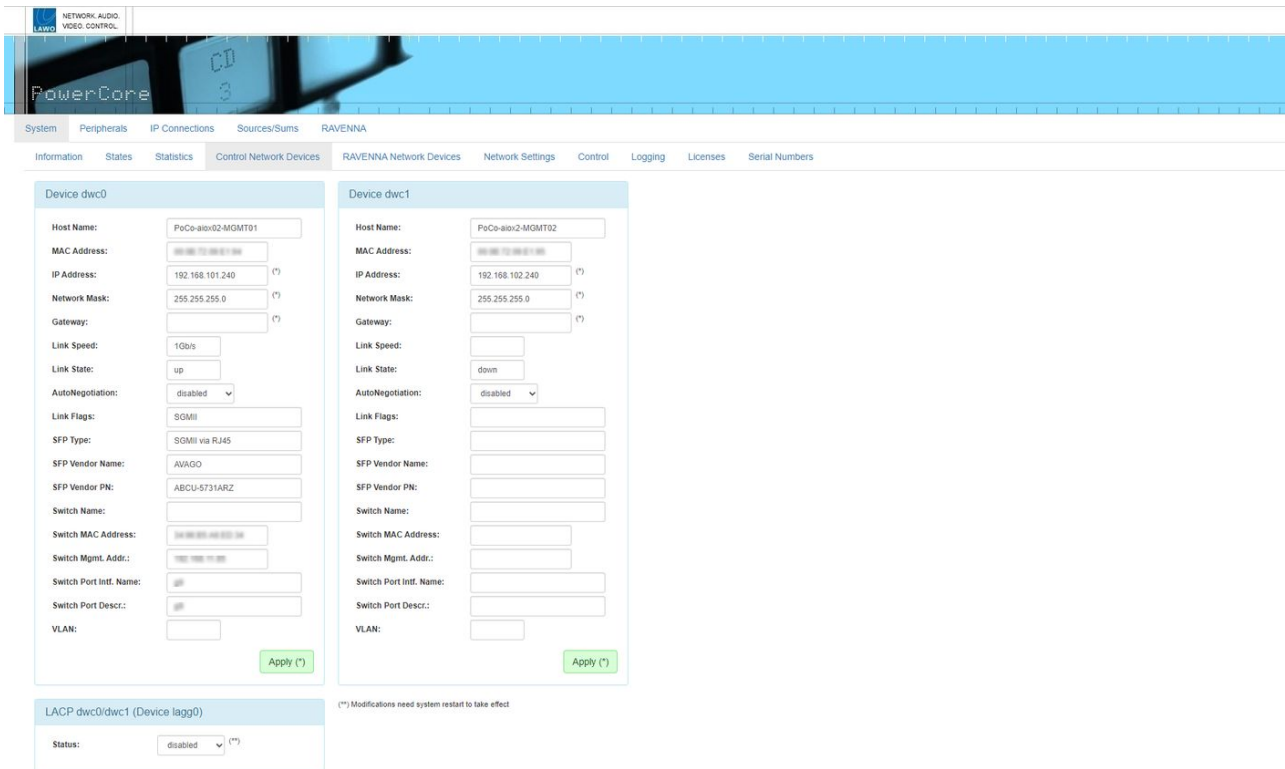 LAWO
NETWORK. AUDIO.
VIDEO. CONTROL.
CD
3
PowerCore
System Peripherals IP Connections Sources/Sums RAVENNA
Information States Statistics Control Network Devices RAVENNA Network Devices Network Settings Control Logging Licenses Serial Numbers
Device dwc0
Host Name: PoCo-aiox02-MGMT01
MAC Address:
IP Address: 192.168.101.240 (*)
Network Mask: 255.255.255.0 (*)
Gateway: (*)
Link Speed: 1Gb/s
Link State: up
AutoNegotiation: disabled
Link Flags: SGMII
SFP Type: SGMII via RJ45
SFP Vendor Name: AVAGO
SFP Vendor PN: ABCU-5731ARZ
Switch Name:
Switch MAC Address:
Switch Mgmt. Addr.:
Switch Port Intf. Name:
Switch Port Descr.:
VLAN:
Apply (*)
Device dwc1
Host Name: PoCo-aiox2-MGMT02
MAC Address:
IP Address: 192.168.102.240 (*)
Network Mask: 255.255.255.0 (*)
Gateway: (*)
Link Speed:
Link State: down
AutoNegotiation: disabled
Link Flags:
SFP Type:
SFP Vendor Name:
SFP Vendor PN:
Switch Name:
Switch MAC Address:
Switch Mgmt. Addr.:
Switch Port Intf. Name:
Switch Port Descr.:
VLAN:
Apply (*)
LACP dwc0/dwc1 (Device lagg0)
Status: disabled (**)
(**) Modifications need system restart to take effect